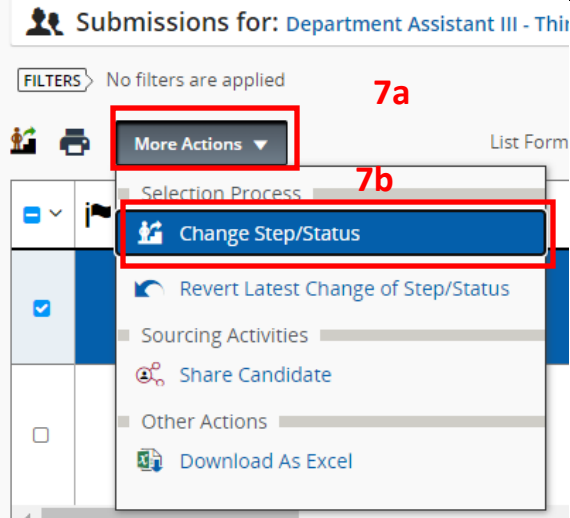 Submissions for: Department Assistant III - Thir
FILTERS No filters are applied
7a
More Actions
List Form
7b
Selection Process
Change Step/Status
Revert Latest Change of Step/Status
Sourcing Activities
Share Candidate
Other Actions
Download As Excel